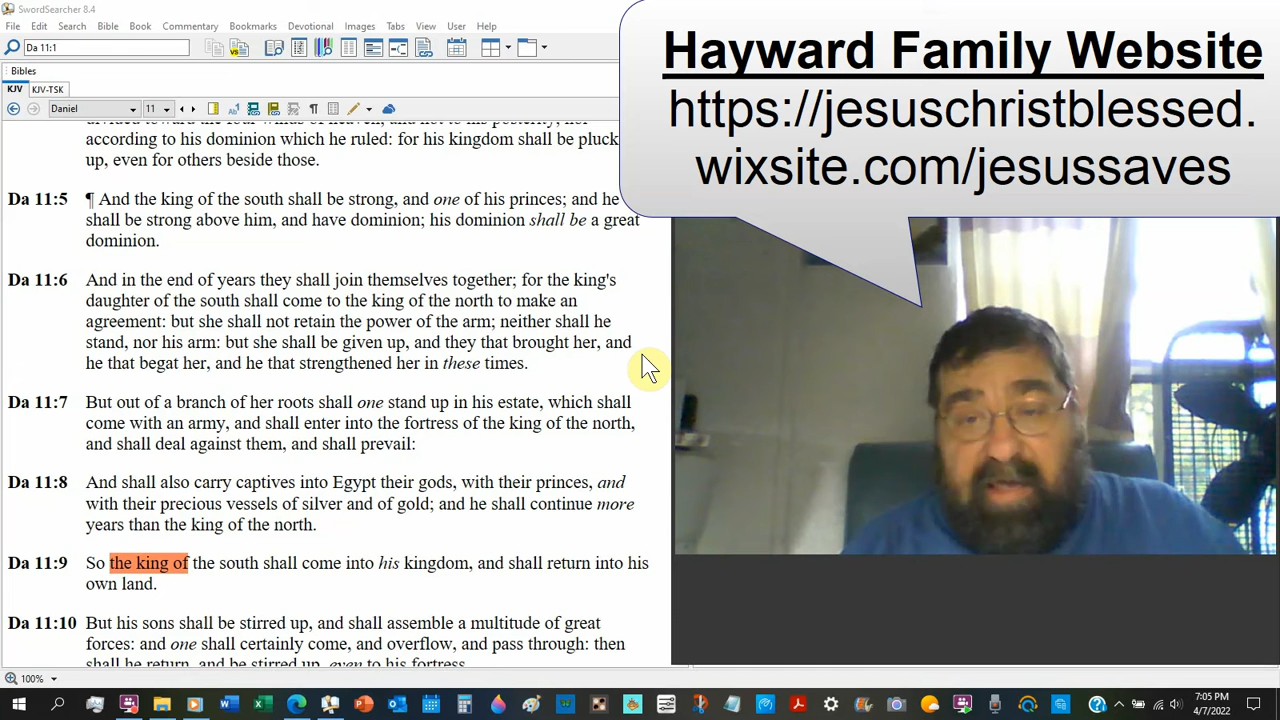 SwordSearcher 8.4
File Edit Search Bible Book Commentary Bookmarks Devotional Images Tabs View User Help
Da 11:1
Bibles
KJV KJV-TSK
Daniel 11
according to his dominion which he ruled: for his kingdom shall be pluck
up, even for others beside those.
Da 11:5 ¶ And the king of the south shall be strong, and one of his princes; and he
shall be strong above him, and have dominion; his dominion shall be a great
dominion.
Da 11:6 And in the end of years they shall join themselves together; for the king's
daughter of the south shall come to the king of the north to make an
agreement: but she shall not retain the power of the arm; neither shall he
stand, nor his arm: but she shall be given up, and they that brought her, and
he that begat her, and he that strengthened her in these times.
Da 11:7 But out of a branch of her roots shall one stand up in his estate, which shall
come with an army, and shall enter into the fortress of the king of the north,
and shall deal against them, and shall prevail:
Da 11:8 And shall also carry captives into Egypt their gods, with their princes, and
with their precious vessels of silver and of gold; and he shall continue more
years than the king of the north.
Da 11:9 So the king of the south shall come into his kingdom, and shall return into his
own land.
Da 11:10 But his sons shall be stirred up, and shall assemble a multitude of great
forces: and one shall certainly come, and overflow, and pass through: then
shall he return, and be stirred up, even to his fortress.
100%
Hayward Family Website
https://jesuschristblessed.
wixsite.com/jesussaves
7:05 PM
4/7/2022